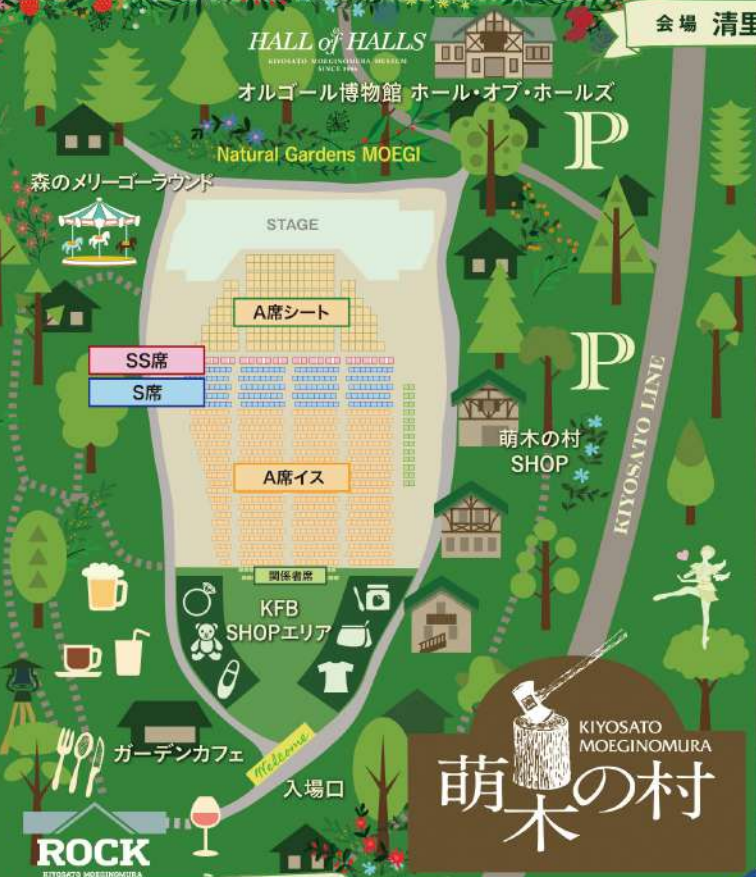 会場 清里
HALL of HALLS
KIYOSATO MOEGINOMURA MUSEUM
SINCE
オルゴール博物館 ホール・オブ・ホールズ
P
Natural Gardens MOEGI
森のメリーゴーラウンド
STAGE
A席シート
SS席
S席
P
萌木の村
SHOP
KIYOSATO LINE
A席イス
関係者席
KFB
SHOPエリア
ガーデンカフェ
Welcome
入場口
ROCK
KIYOSATO MOEGINOMURA
KIYOSATO
MOEGINOMURA
萌木の村